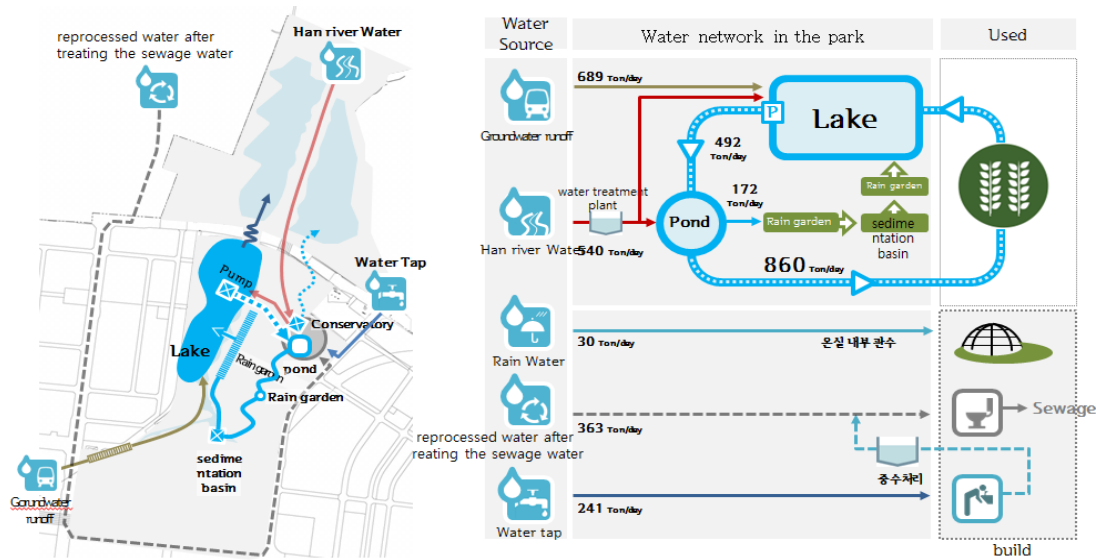 reprocessed water after
treating the sewage water
Han river Water
Water Tap
Pump
Conservatory
Lake
Raingarden
pond
Rain garden
sedime
ntation
basin
Gorundwater
runoff
Water
Source
Water network in the park
Used
689 Ton/day
Groundwater runoff
P
Lake
492
Ton/day
water treatment
plant
172
Ton/day
Rain garden
Pond
Rain garden
sedime
ntation
basin
Han river Water
540 Ton/day
860 Ton/day
30 Ton/day
온실 내부 관수
Rain Water
363 Ton/day
Sewage
reprocessed water after
reating the sewage water
중수처리
241 Ton/day
Water tap
build